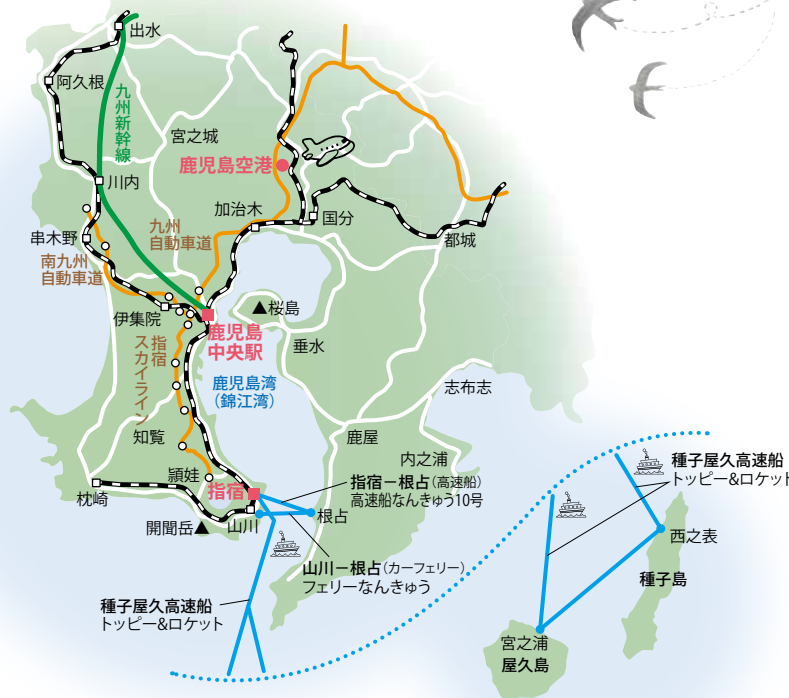 出水
阿久根
九州新幹線
宮之城
鹿児島空港
川内
加治木
国分
九州
自動車道
都城
串木野
南九州
自動車道
伊集院
▲桜島
鹿児島
中央駅
垂水
指宿
スカイライン
鹿児島湾
（錦江湾）
志布志
知覧
鹿屋
内之浦
頴娃
指宿
枕崎
開聞岳▲
山川
根占
指宿－根占（高速船）
高速船なんきゅう10号
山川－根占（カーフェリー）
フェリーなんきゅう
種子屋久高速船
トッピー&ロケット
種子屋久高速船
トッピー&ロケット
西之表
種子島
宮之浦
屋久島